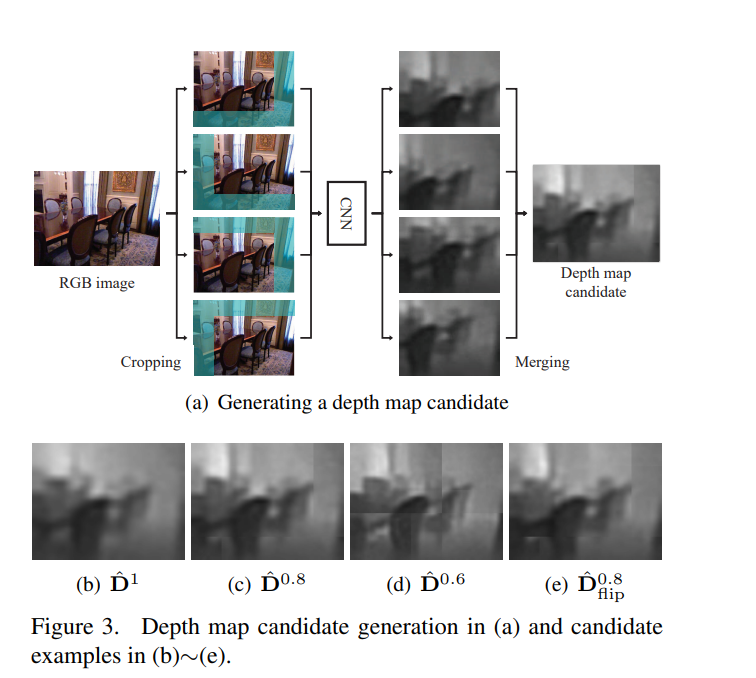 RGB image
Cropping
CNN
Merging
Depth map
candidate
(a) Generating a depth map candidate
(b) D̂¹
(c) D̂⁰·⁸
(d) D̂⁰·⁶
(e) D̂⁰·⁸flip
Figure 3. Depth map candidate generation in (a) and candidate
examples in (b)∼(e).